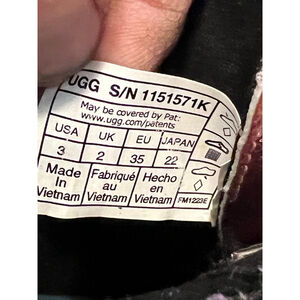 UGG S/N 1151571K
May be covered by Pat:
www.ugg.com/patents
USA UK EU JAPAN
3 2 35 22
Made in Vietnam
Fabriqué au Vietnam
Hecho en Vietnam
FM1223E